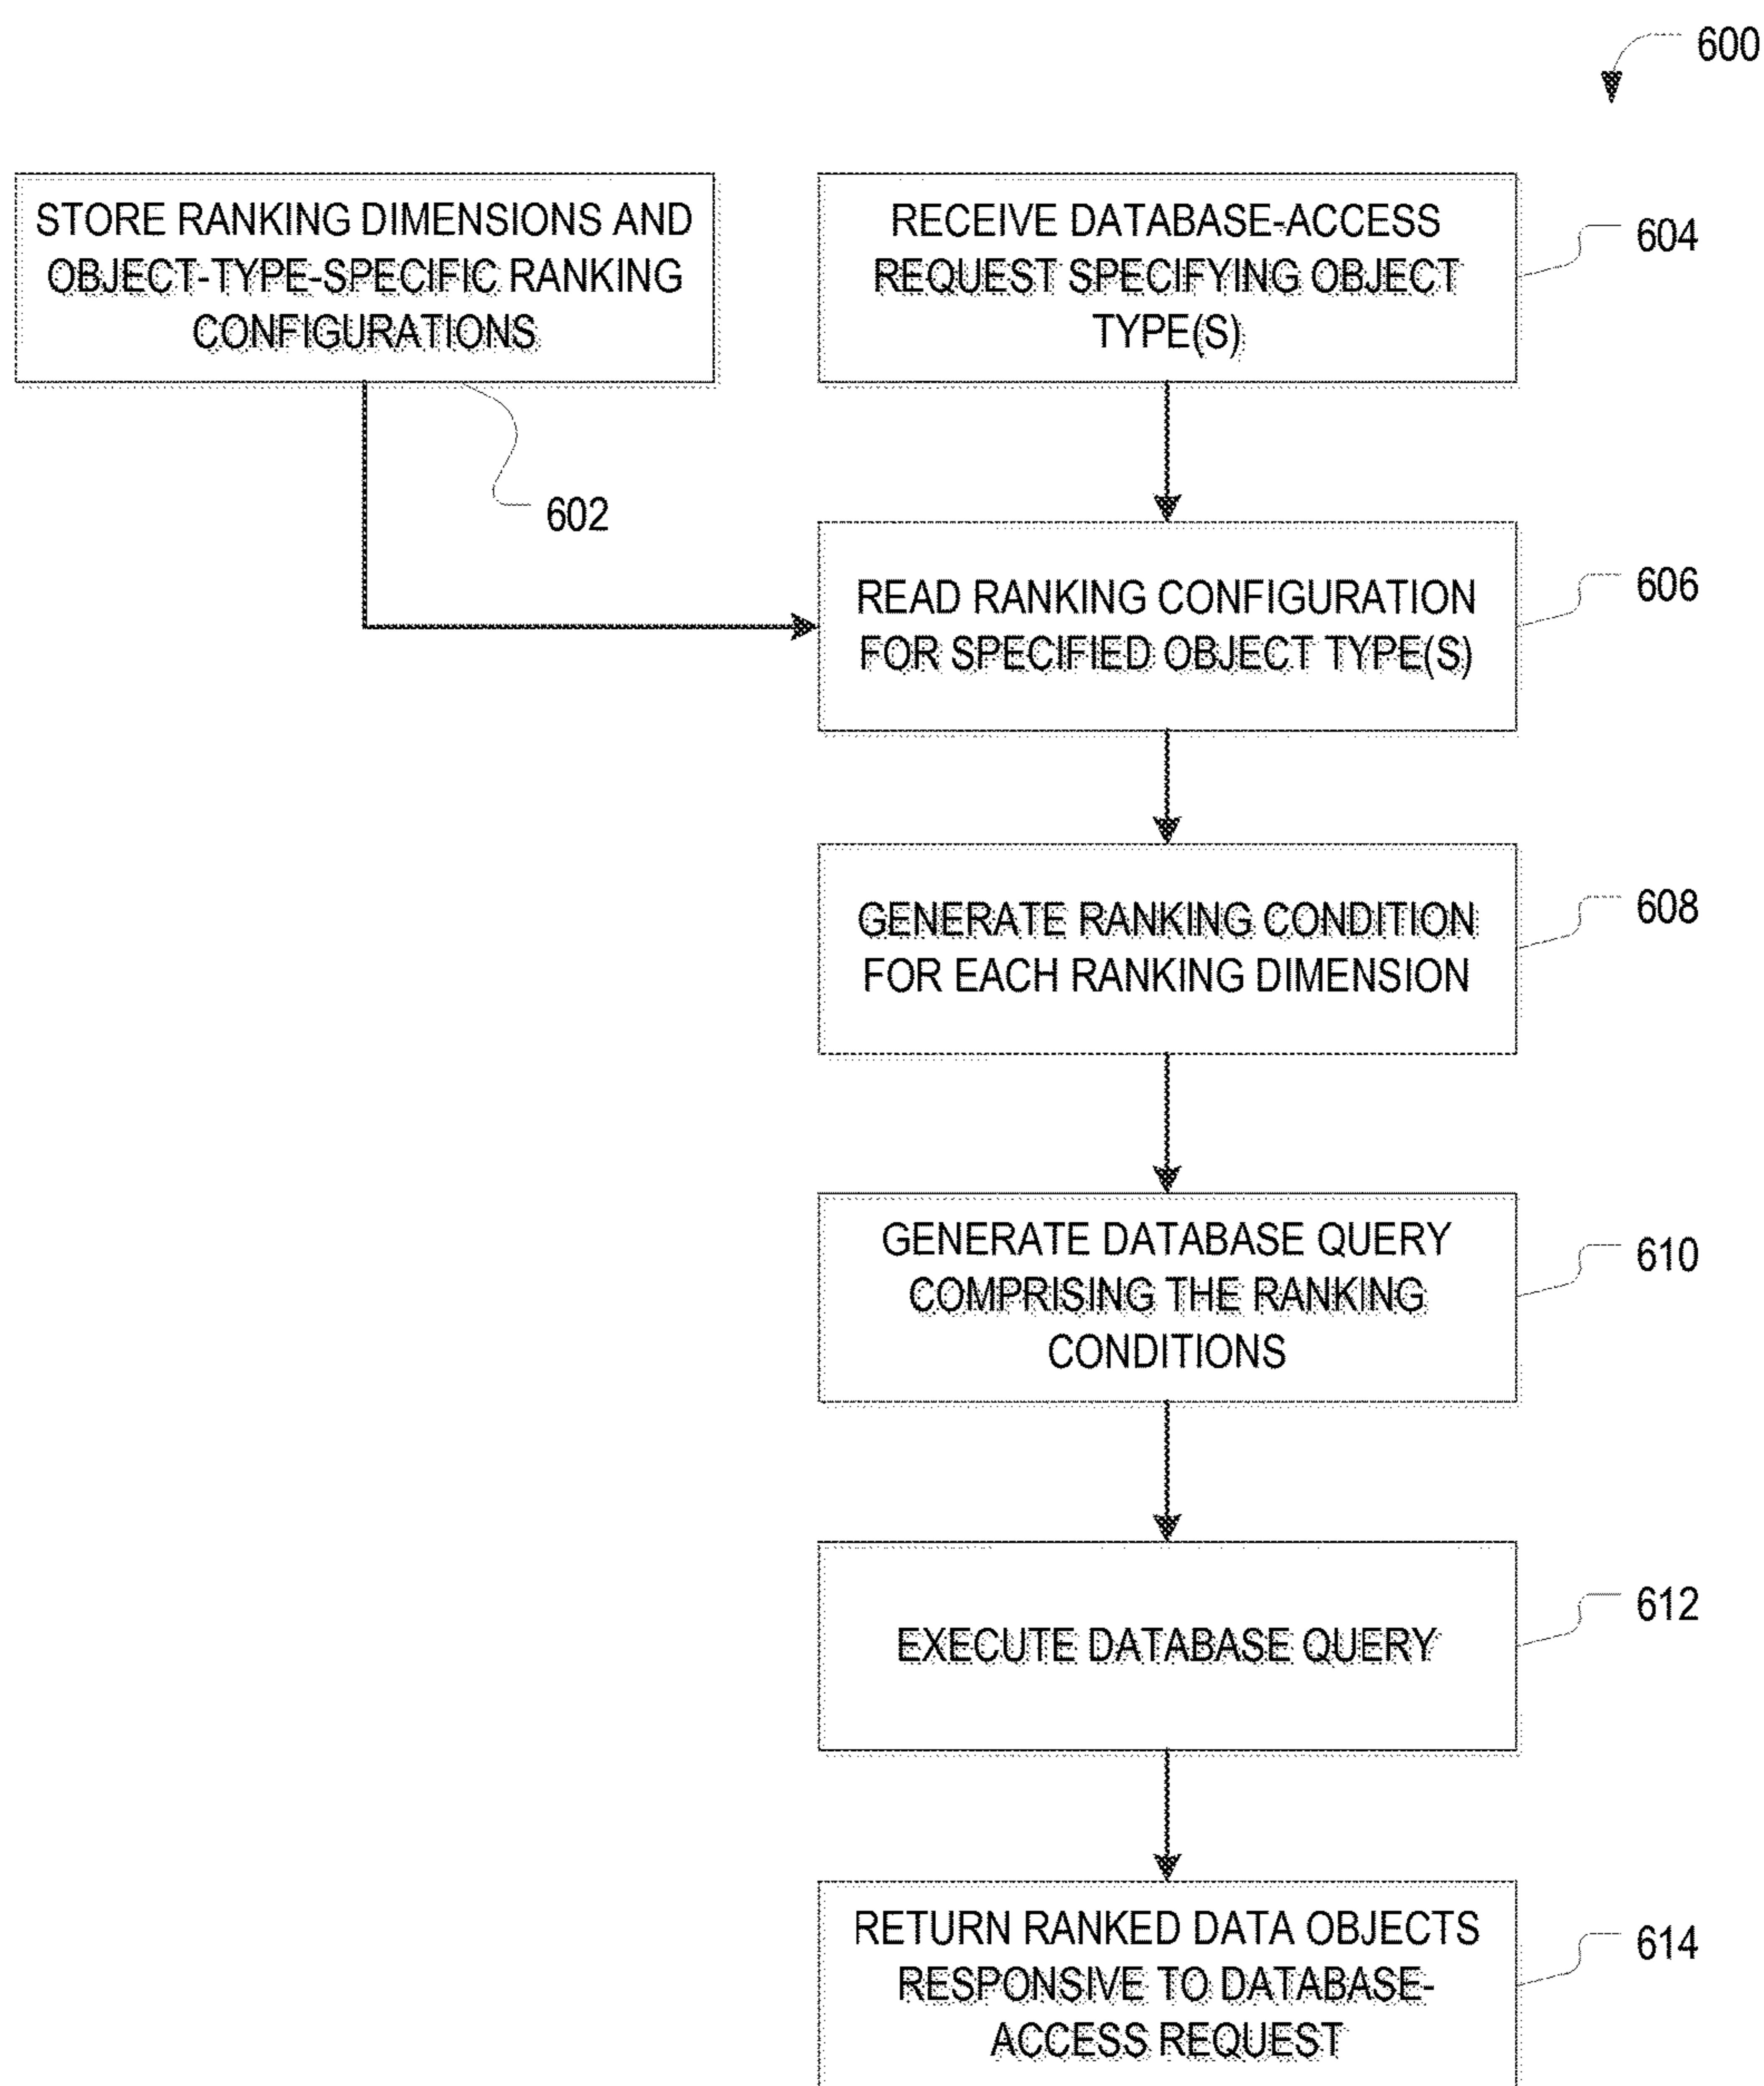 600
STORE RANKING DIMENSIONS AND
OBJECT-TYPE-SPECIFIC RANKING
CONFIGURATIONS
602
RECEIVE DATABASE-ACCESS
REQUEST SPECIFYING OBJECT
TYPE(S)
604
READ RANKING CONFIGURATION
FOR SPECIFIED OBJECT TYPE(S)
606
GENERATE RANKING CONDITION
FOR EACH RANKING DIMENSION
608
GENERATE DATABASE QUERY
COMPRISING THE RANKING
CONDITIONS
610
EXECUTE DATABASE QUERY
612
RETURN RANKED DATA OBJECTS
RESPONSIVE TO DATABASE-
ACCESS REQUEST
614